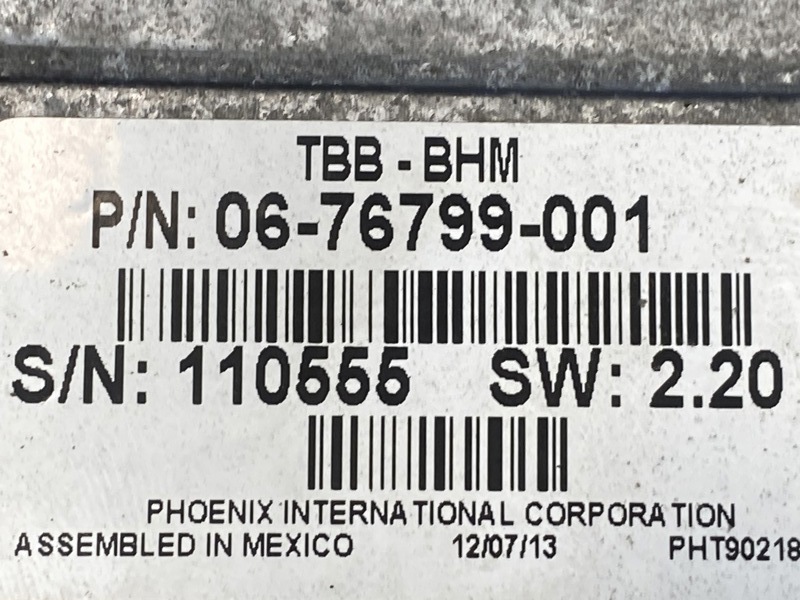 TBB - BHM
P/N: 06-76799-001
S/N: 110555 SW: 2.20
PHOENIX INTERNATIONAL CORPORATION
ASSEMBLED IN MEXICO 12/07/13 PHT90218